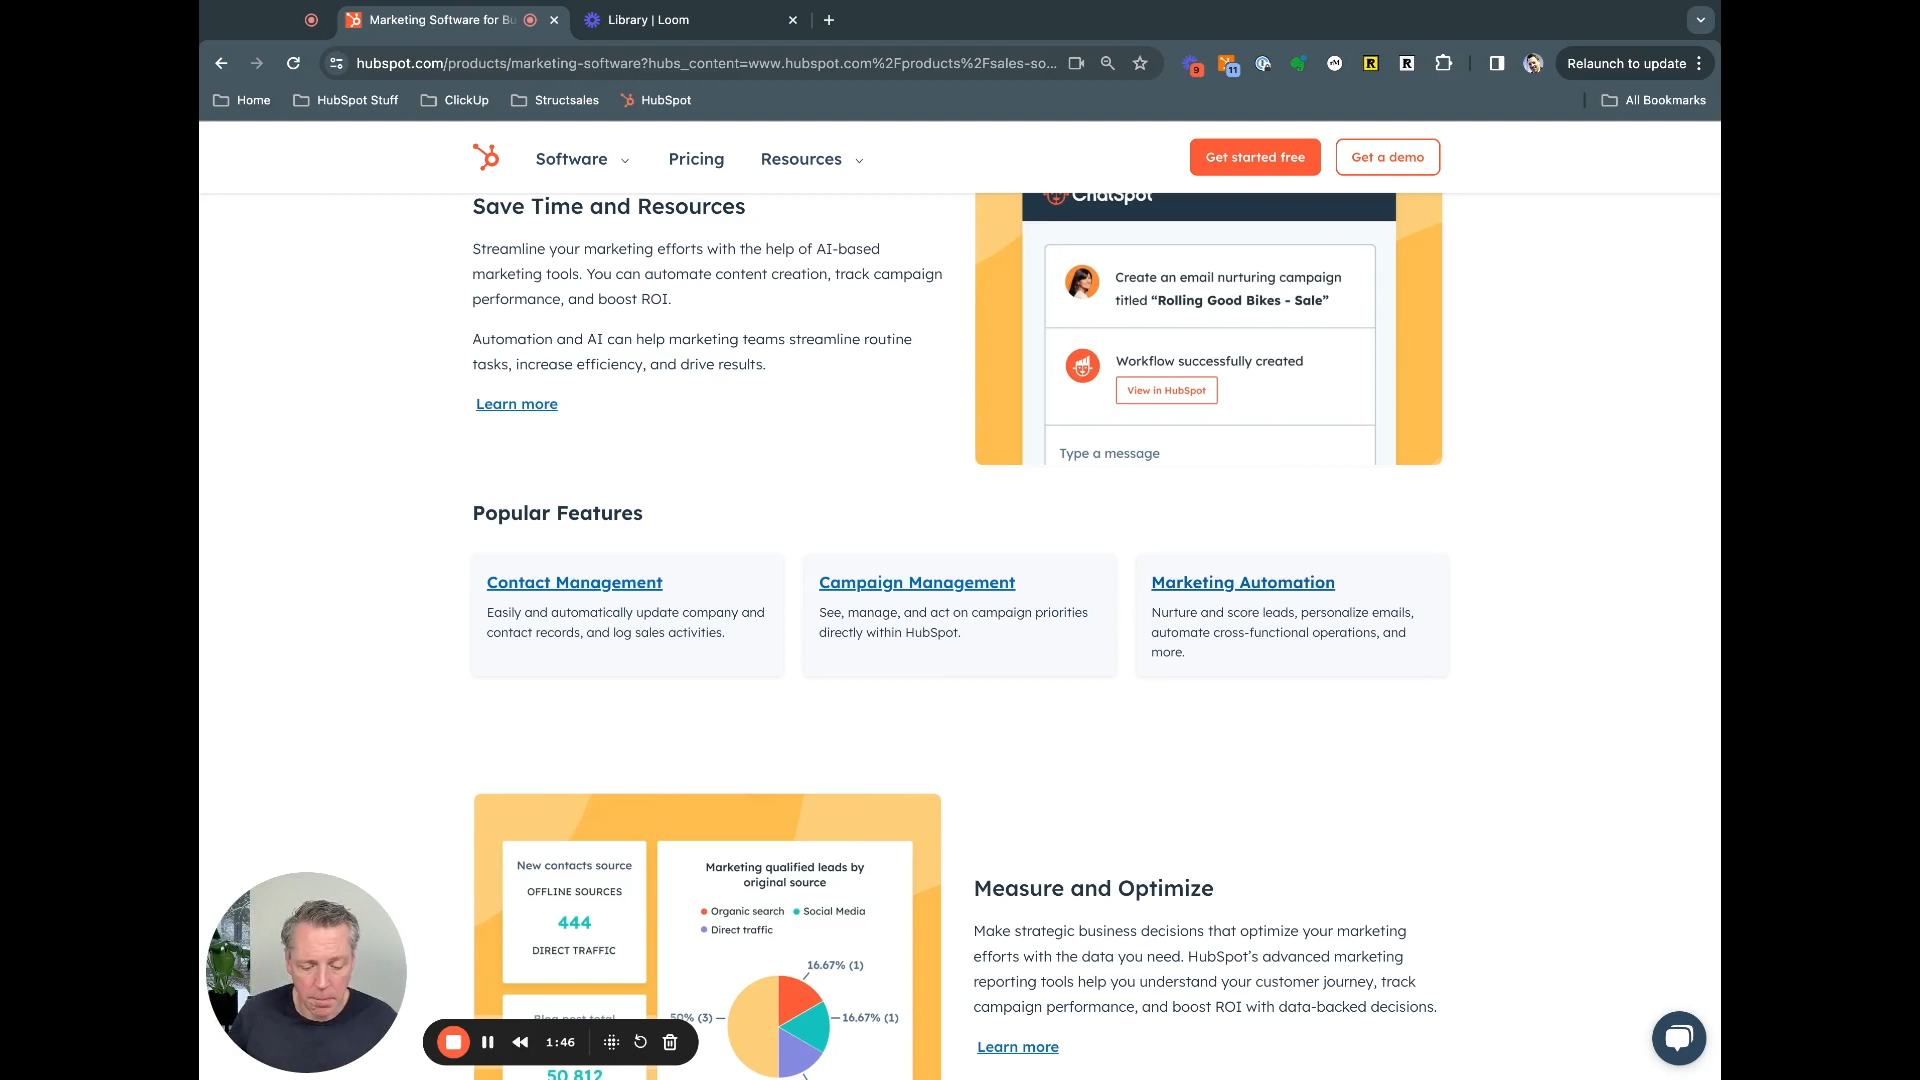 Marketing Software for Bu
Library | Loom
hubspot.com/products/marketing-software?hubs_content=www.hubspot.com%2Fproducts%2Fsales-so...
9
11
rM
R
R
Relaunch to update
Home
HubSpot Stuff
ClickUp
Structsales
HubSpot
All Bookmarks
Software
Pricing
Resources
Get started free
Get a demo
Save Time and Resources
Streamline your marketing efforts with the help of AI-based
marketing tools. You can automate content creation, track campaign
performance, and boost ROI.
Automation and AI can help marketing teams streamline routine
tasks, increase efficiency, and drive results.
Learn more
ChatSpot
Create an email nurturing campaign
titled “Rolling Good Bikes - Sale”
Workflow successfully created
View in HubSpot
Type a message
Popular Features
Contact Management
Easily and automatically update company and
contact records, and log sales activities.
Campaign Management
See, manage, and act on campaign priorities
directly within HubSpot.
Marketing Automation
Nurture and score leads, personalize emails,
automate cross-functional operations, and
more.
New contacts source
OFFLINE SOURCES
444
DIRECT TRAFFIC
Blog post total
50,812
Marketing qualified leads by
original source
Organic search
Social Media
Direct traffic
16.67% (1)
50% (3)
16.67% (1)
Measure and Optimize
Make strategic business decisions that optimize your marketing
efforts with the data you need. HubSpot’s advanced marketing
reporting tools help you understand your customer journey, track
campaign performance, and boost ROI with data-backed decisions.
Learn more
1:46